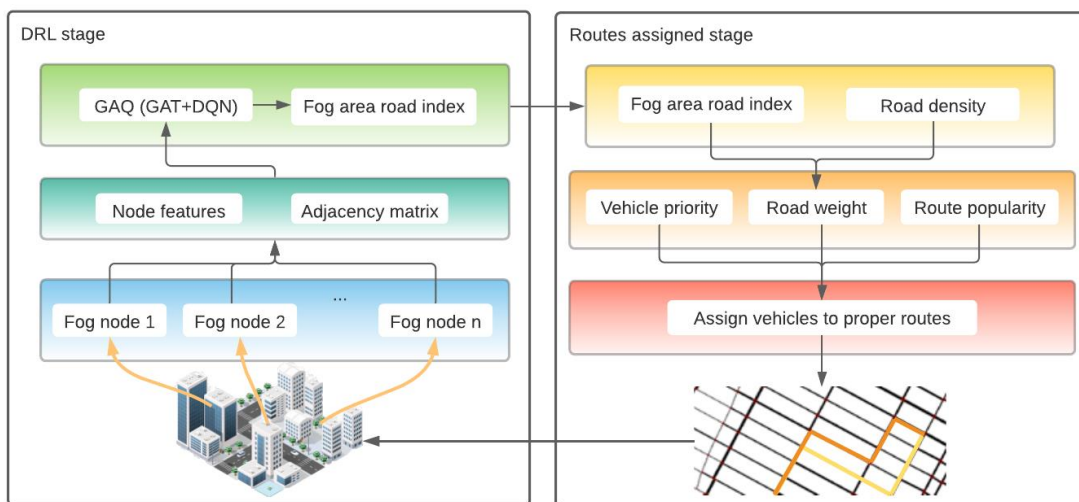 DRL stage
GAQ (GAT+DQN)
Fog area road index
Node features
Adjacency matrix
...
Fog node 1
Fog node 2
Fog node n
Routes assigned stage
Fog area road index
Road density
Vehicle priority
Road weight
Route popularity
Assign vehicles to proper routes